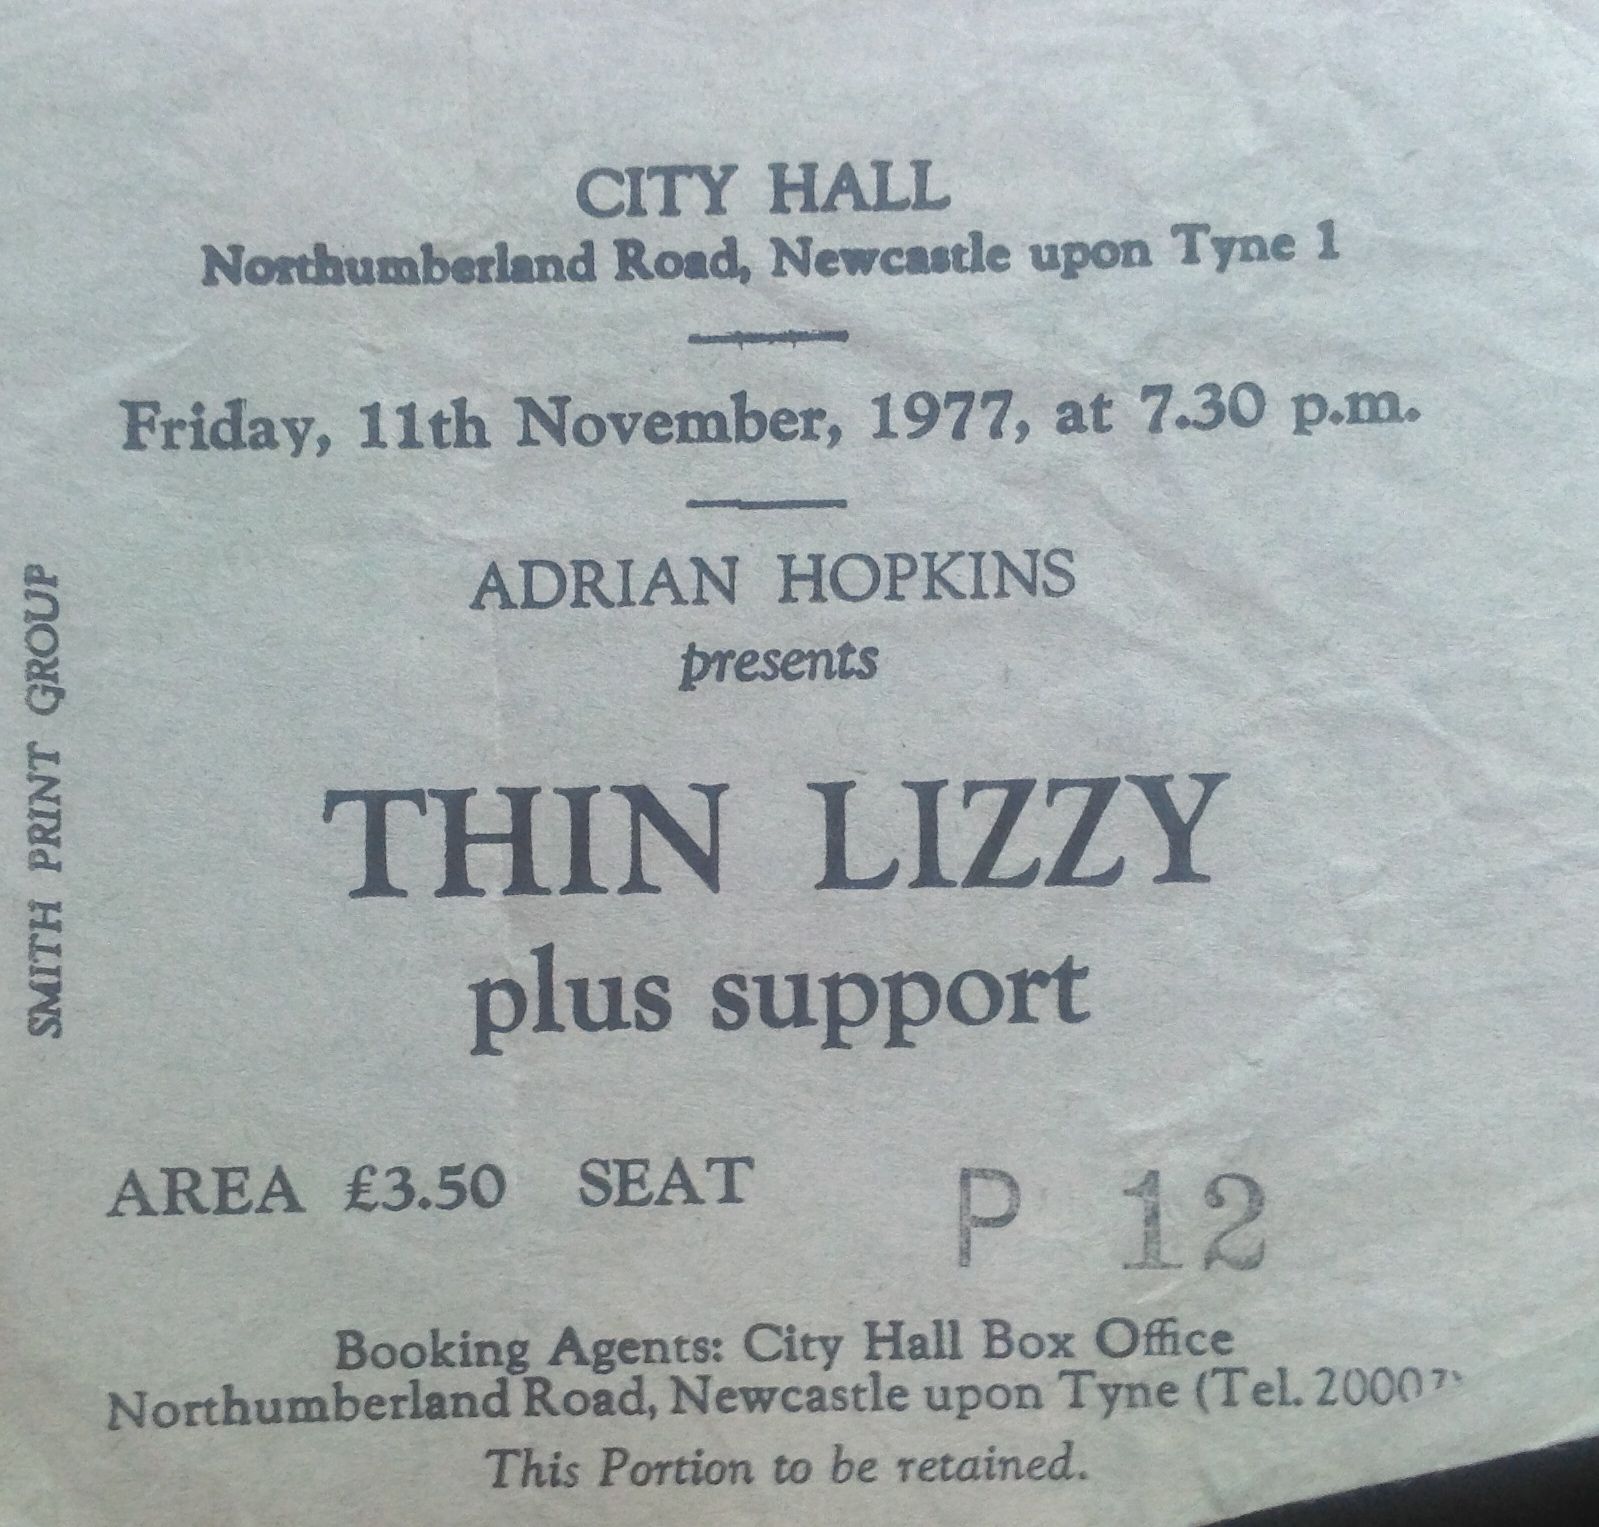 CITY HALL
Northumberland Road, Newcastle upon Tyne 1
Friday, 11th November, 1977, at 7.30 p.m.
ADRIAN HOPKINS
presents
THIN LIZZY
plus support
AREA £3.50 SEAT P 12
Booking Agents: City Hall Box Office
Northumberland Road, Newcastle upon Tyne (Tel. 20007)
This Portion to be retained.
SMITH PRINT GROUP